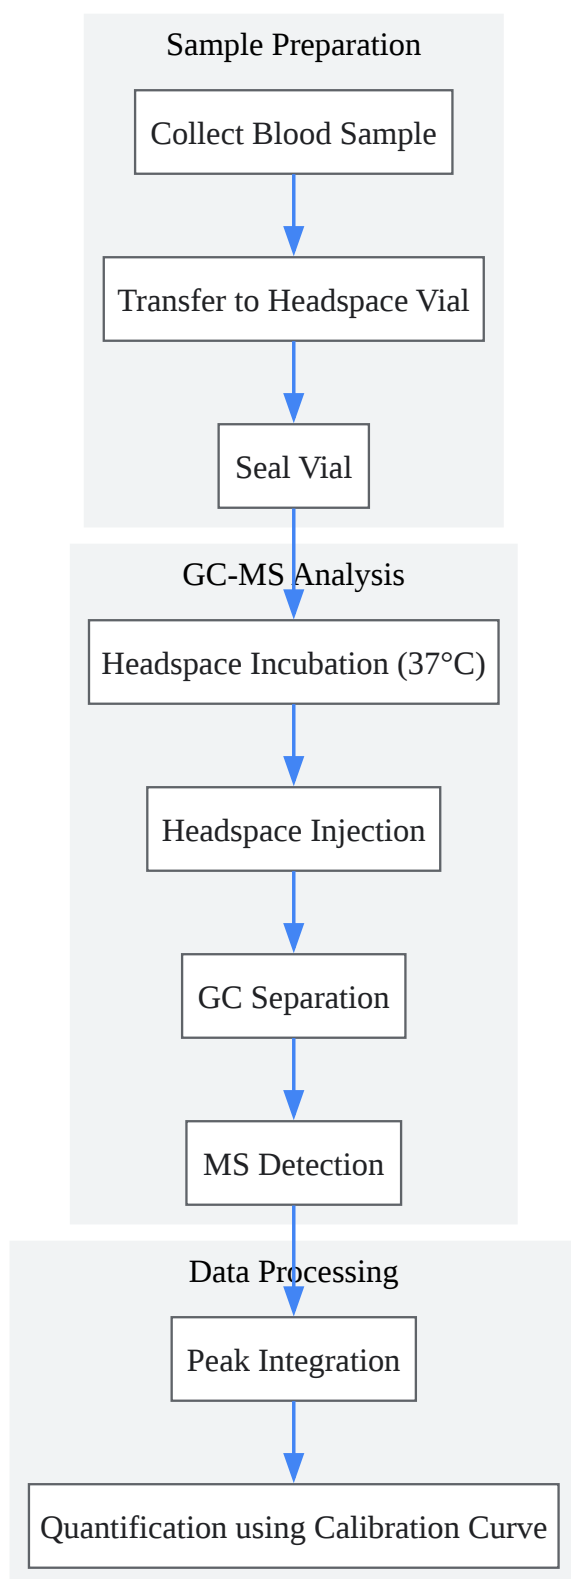 Sample Preparation
Collect Blood Sample
Transfer to Headspace Vial
Seal Vial
GC-MS Analysis
Headspace Incubation (37°C)
Headspace Injection
GC Separation
MS Detection
Data Processing
Peak Integration
Quantification using Calibration Curve